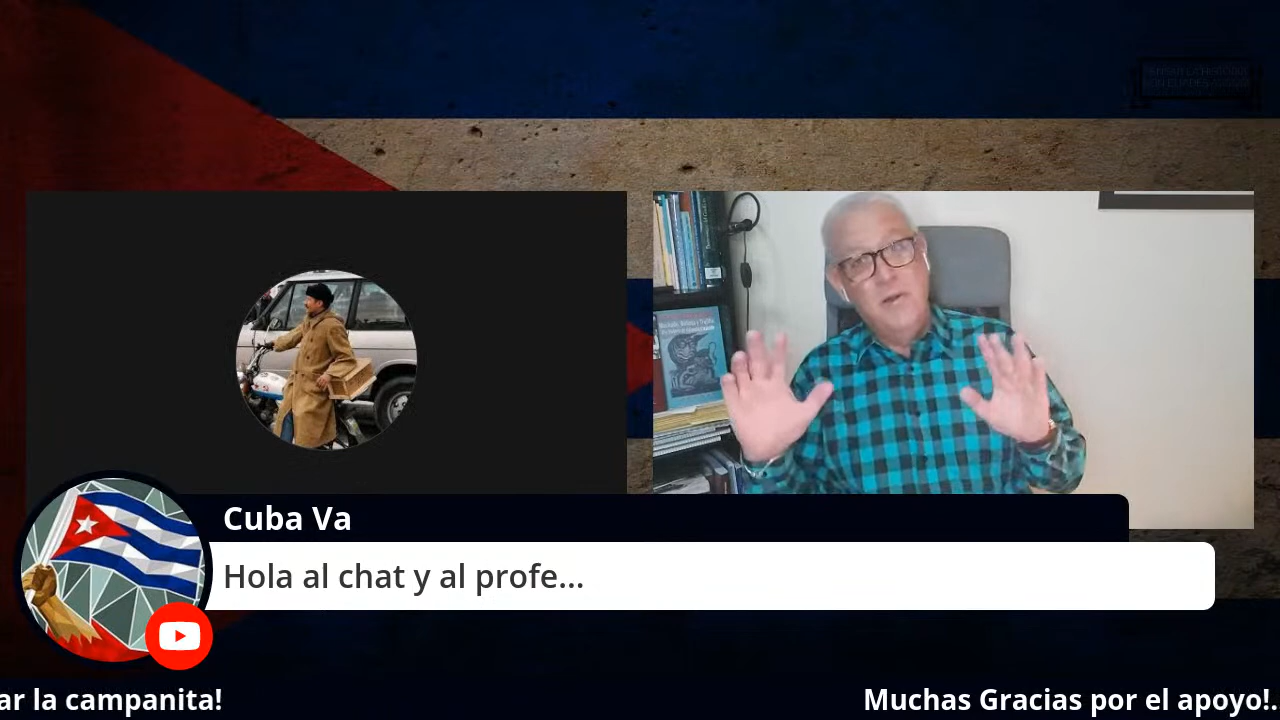 Cuba Va
Hola al chat y al profe...
ar la campanita!
Muchas Gracias por el apoyo!.